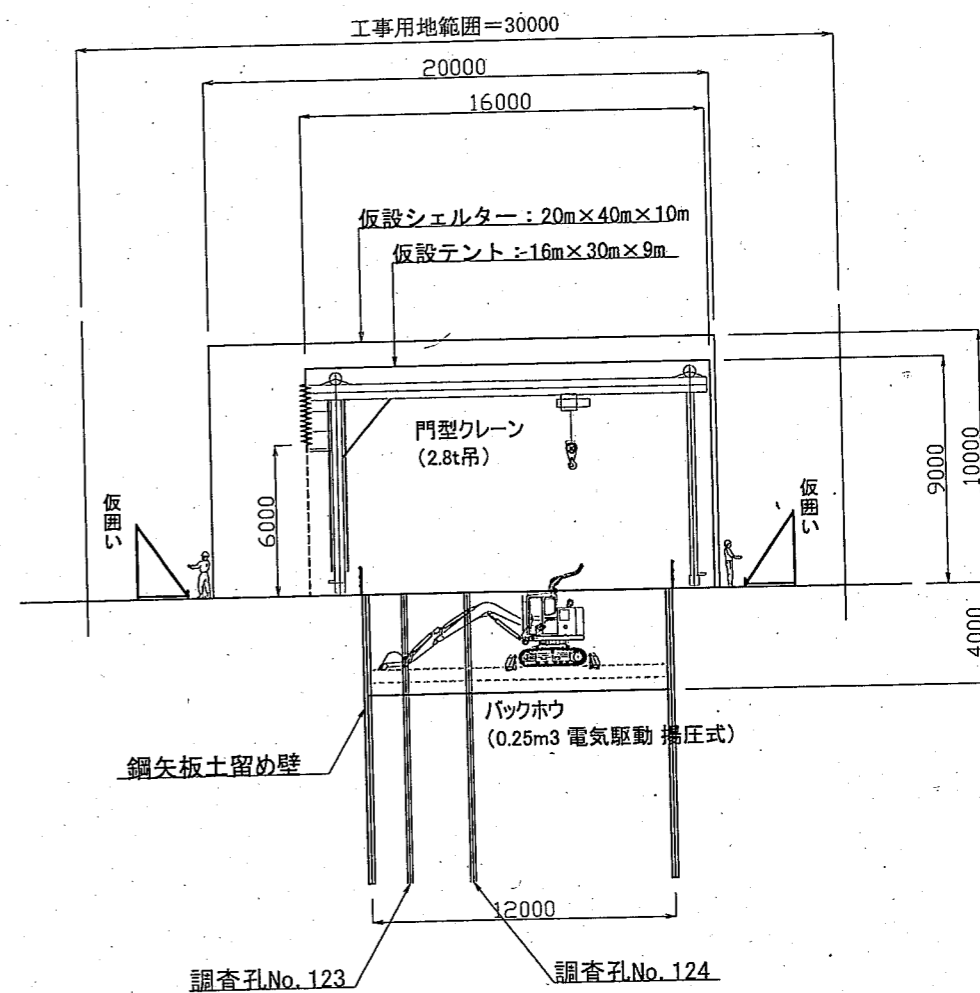 工事用地範囲=30000
20000
16000
仮設シェルター：20m×40m×10m
仮設テント：16m×30m×9m
門型クレーン
（2.8t吊）
6000
9000
10000
仮囲い
仮囲い
4000
バックホウ
（0.25m3 電気駆動 揚圧式）
鋼矢板土留め壁
12000
調査孔No.123
調査孔No.124